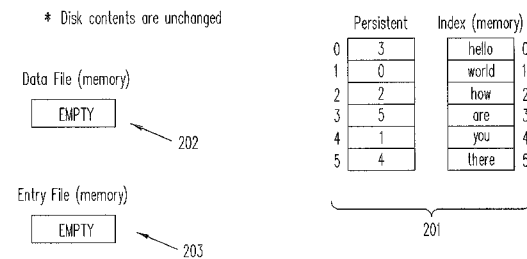 * Disk contents are unchanged
Data File (memory)
EMPTY
202
Entry File (memory)
EMPTY
203
Persistent Index (memory)
0 3 hello 0
1 0 world 1
2 2 how 2
3 5 are 3
4 1 you 4
5 4 there 5
201